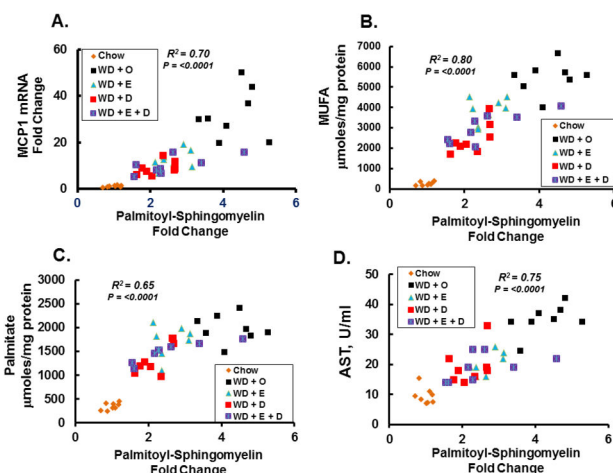 A.
Chow
WD + O
WD + E
WD + D
WD + E + D
R² = 0.70
P = <0.0001
MCP1 mRNA
Fold Change
60
40
20
0
0 2 4 6
Palmitoyl-Sphingomyelin
Fold Change
B.
R² = 0.80
P = <0.0001
MUFA
µmoles/mg protein
7000
6000
5000
4000
3000
2000
1000
0
Chow
WD + O
WD + E
WD + D
WD + E + D
0 2 4 6
Palmitoyl-Sphingomyelin
Fold Change
C.
R² = 0.65
P = <0.0001
Palmitate
µmoles/mg protein
3000
2500
2000
1500
1000
500
0
Chow
WD + O
WD + E
WD + D
WD + E + D
0 2 4 6
Palmitoyl-Sphingomyelin
Fold Change
D.
Chow
WD + O
WD + E
WD + D
WD + E + D
R² = 0.75
P = <0.0001
AST, U/ml
50
40
30
20
10
0
0 2 4 6
Palmitoyl-Sphingomyelin
Fold Change